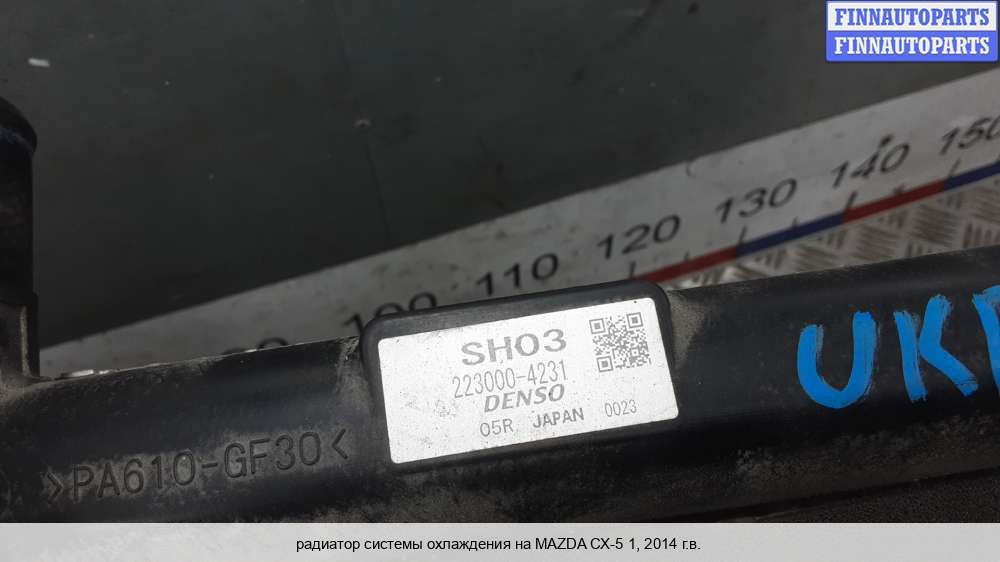 FINNAUTOPARTS
FINNAUTOPARTS
100 110 120 130 140 150
SH03
223000-4231
DENSO
05R JAPAN 0023
>PA610-GF30<
радиатор системы охлаждения на MAZDA CX-5 1, 2014 г.в.